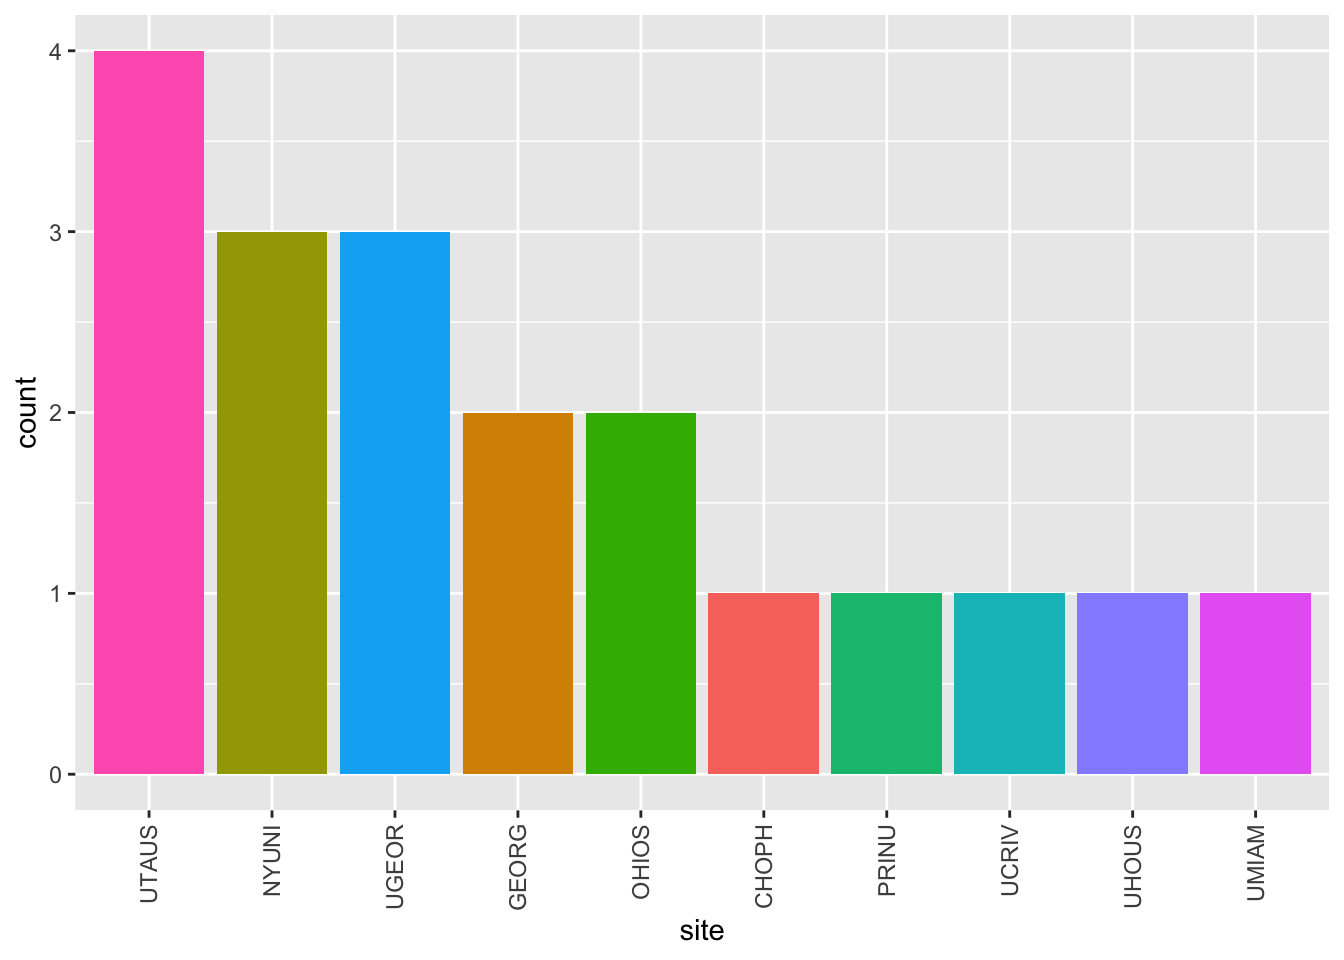 4
3
2
1
0
count
UTAUS
NYUNI
UGEOR
GEORG
OHIOS
CHOPH
PRINU
UCRIV
UHOUS
UMIAM
site